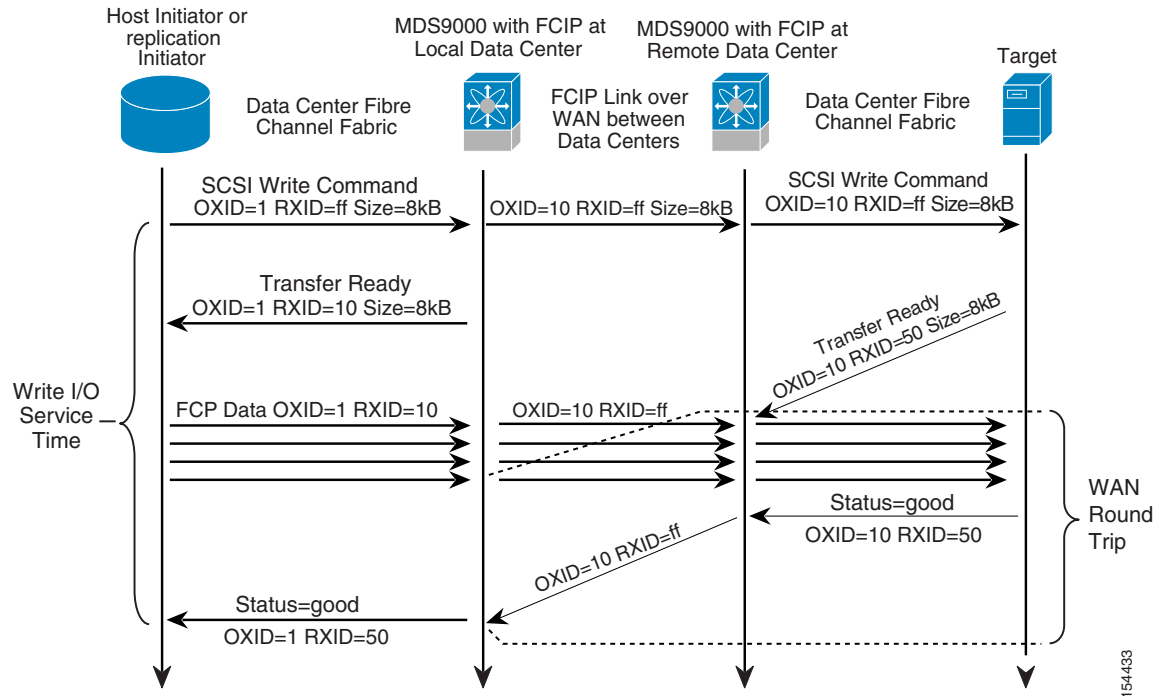 Host Initiator or
replication
Initiator
MDS9000 with FCIP at
Local Data Center
MDS9000 with FCIP at
Remote Data Center
Target
Data Center Fibre
Channel Fabric
FCIP Link over
WAN between
Data Centers
Data Center Fibre
Channel Fabric
SCSI Write Command
OXID=1 RXID=ff Size=8kB
OXID=10 RXID=ff Size=8kB
SCSI Write Command
OXID=10 RXID=ff Size=8kB
Transfer Ready
OXID=1 RXID=10 Size=8kB
Transfer Ready
OXID=10 RXID=50 Size=8kB
Write I/O
Service
Time
FCP Data OXID=1 RXID=10
OXID=10 RXID=ff
Status=good
OXID=10 RXID=50
WAN
Round
Trip
OXID=10 RXID=ff
Status=good
OXID=1 RXID=50
154433